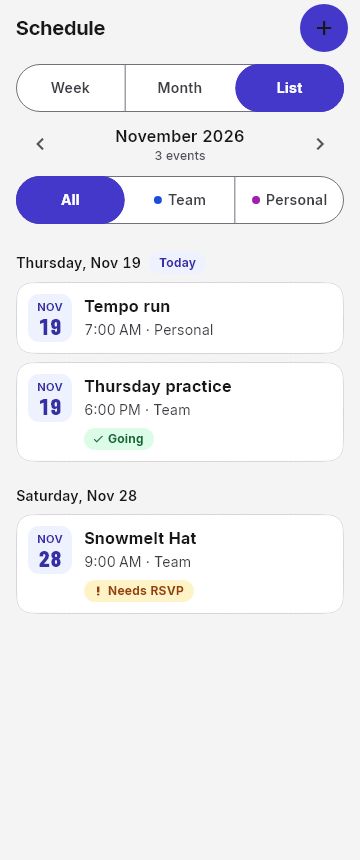 Schedule
Week
Month
List
November 2026
3 events
All
Team
Personal
Thursday, Nov 19
Today
NOV
19
Tempo run
7:00 AM · Personal
NOV
19
Thursday practice
6:00 PM · Team
Going
Saturday, Nov 28
NOV
28
Snowmelt Hat
9:00 AM · Team
Needs RSVP